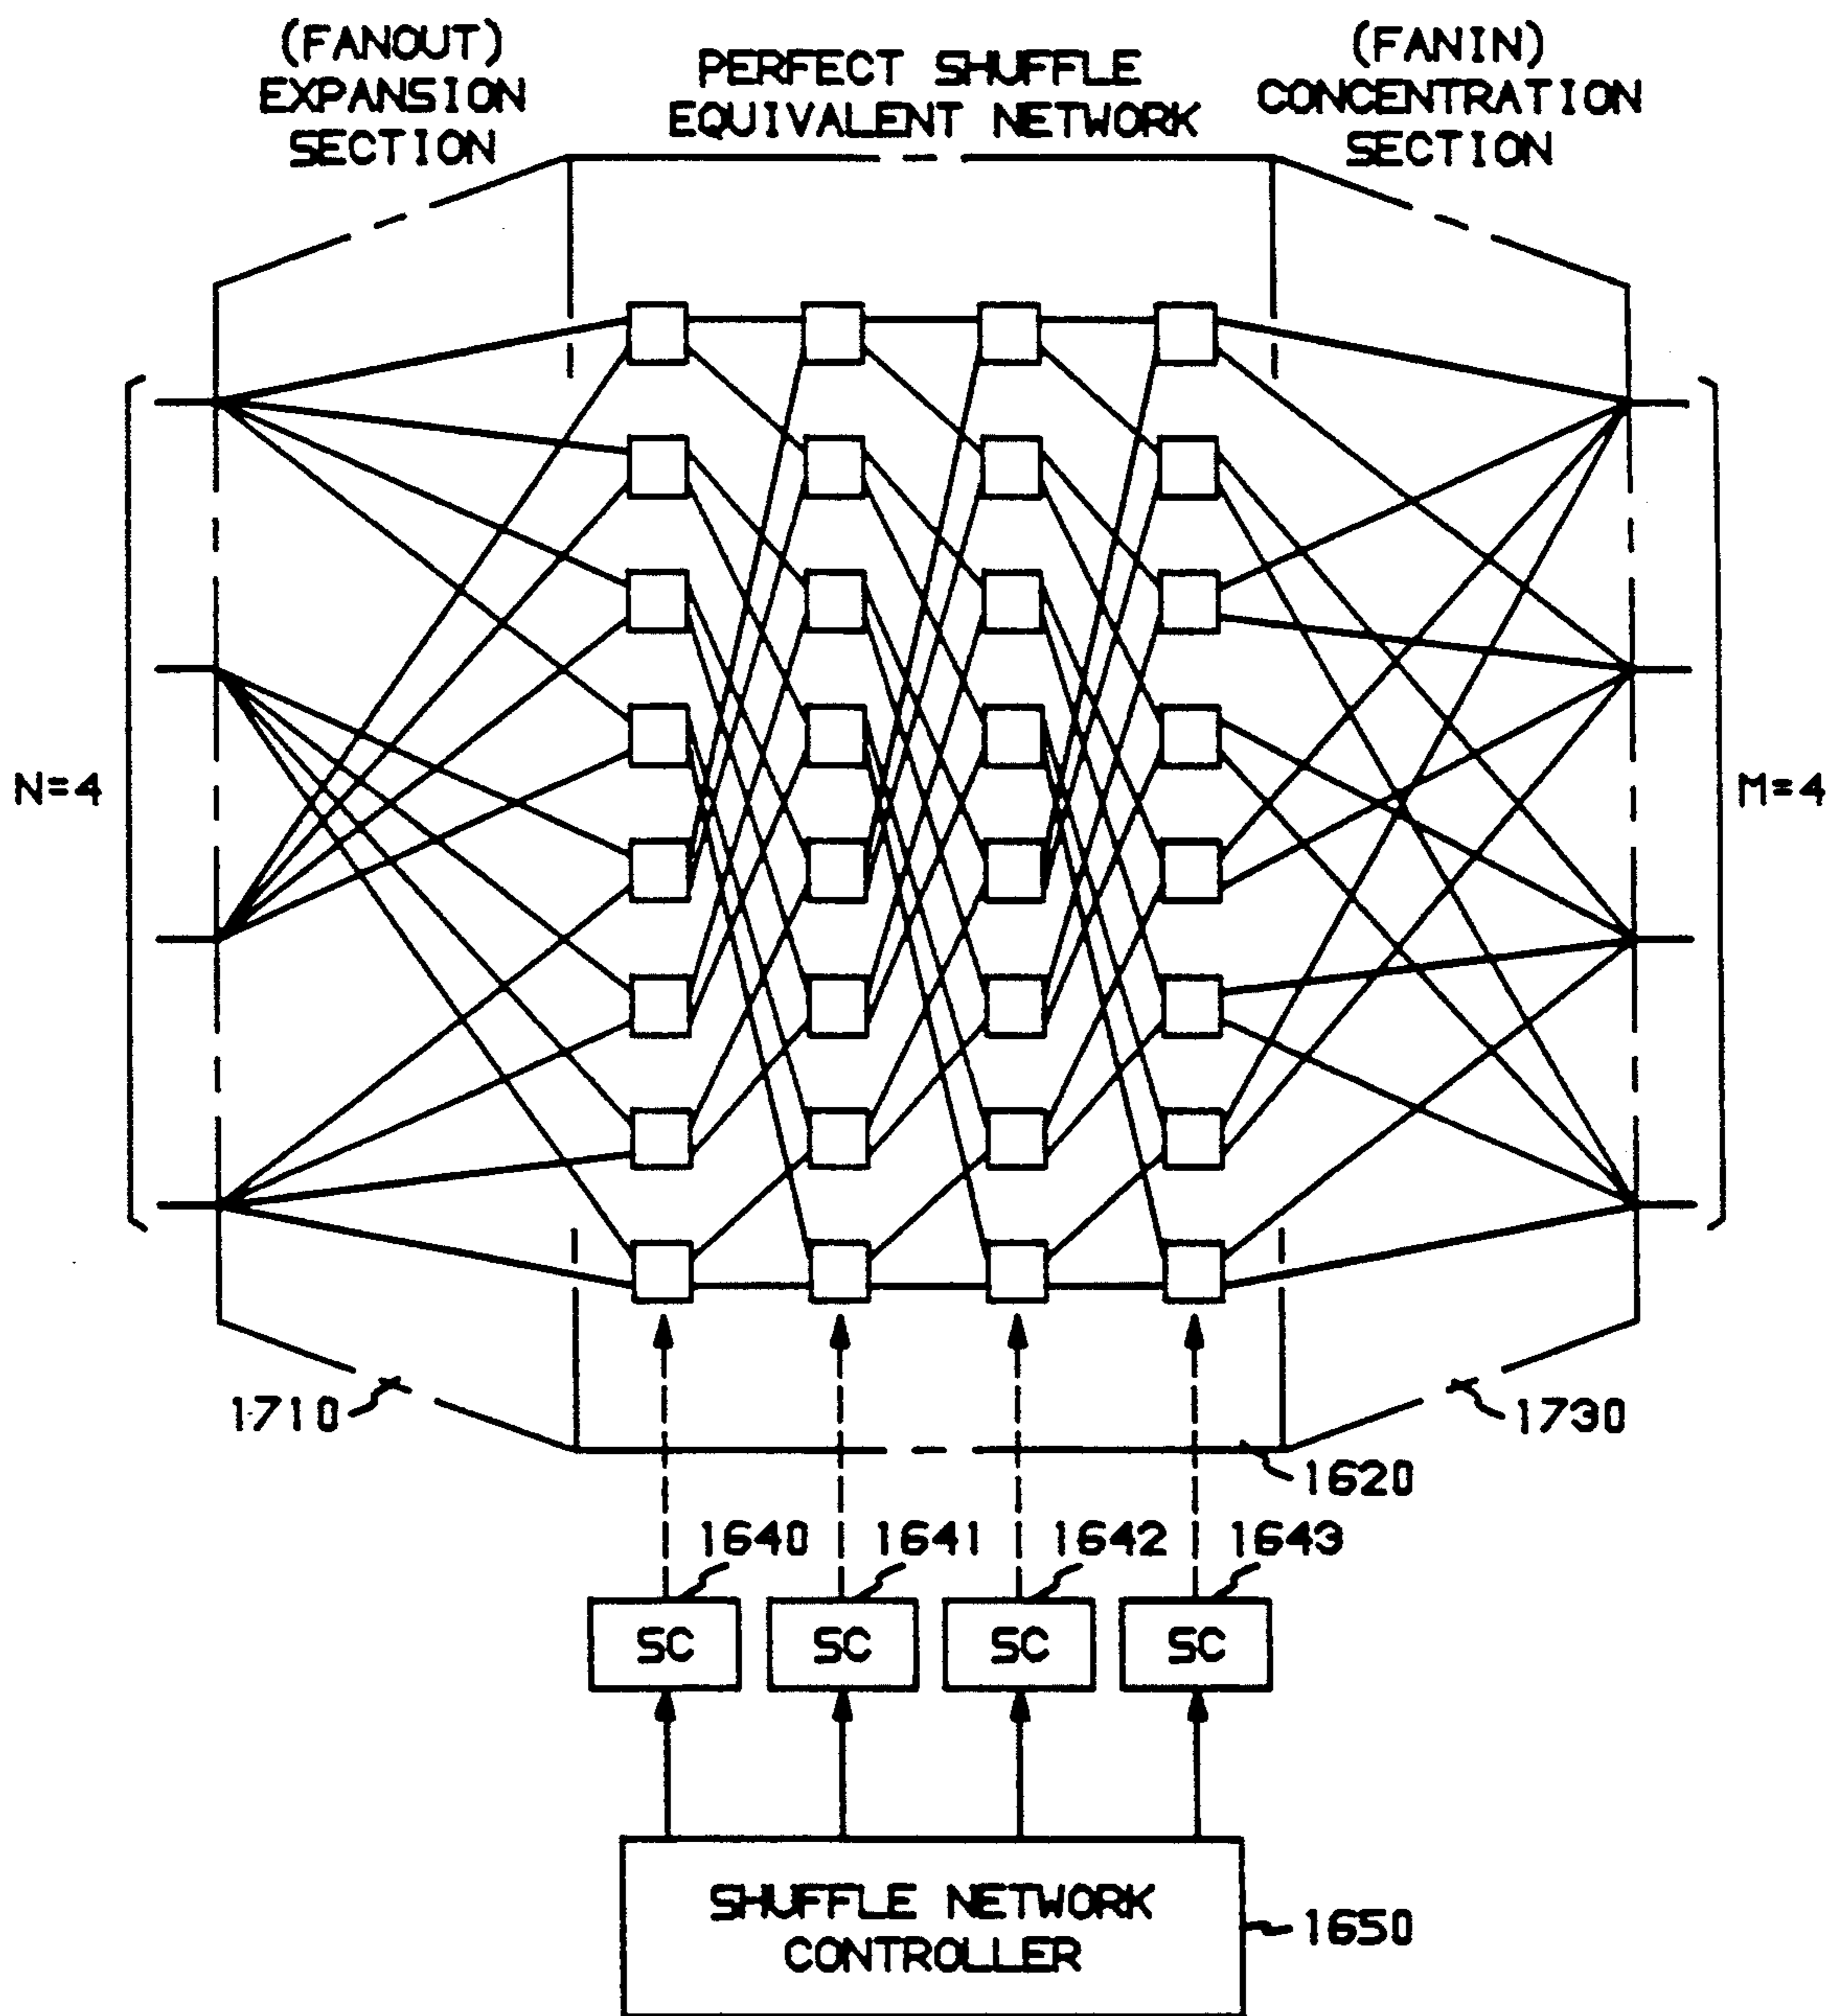 (FANOUT)
EXPANSION
SECTION
PERFECT SHUFFLE
EQUIVALENT NETWORK
(FANIN)
CONCENTRATION
SECTION
N=4
M=4
1710
1730
1620
1640
1641
1642
1643
SC
SC
SC
SC
SHUFFLE NETWORK
CONTROLLER
1650